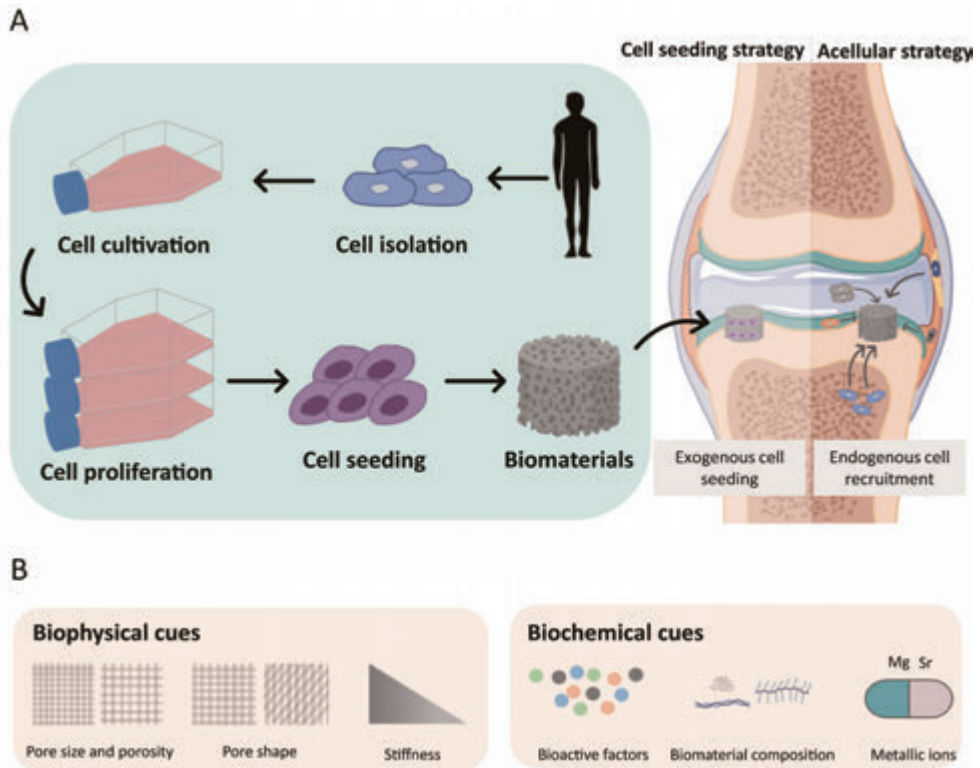 A
Cell seeding strategy
Acellular strategy
Cell cultivation
Cell isolation
Cell proliferation
Cell seeding
Biomaterials
Exogenous cell
seeding
Endogenous cell
recruitment
B
Biophysical cues
Pore size and porosity
Pore shape
Stiffness
Biochemical cues
Mg
Sr
Bioactive factors
Biomaterial composition
Metallic ions